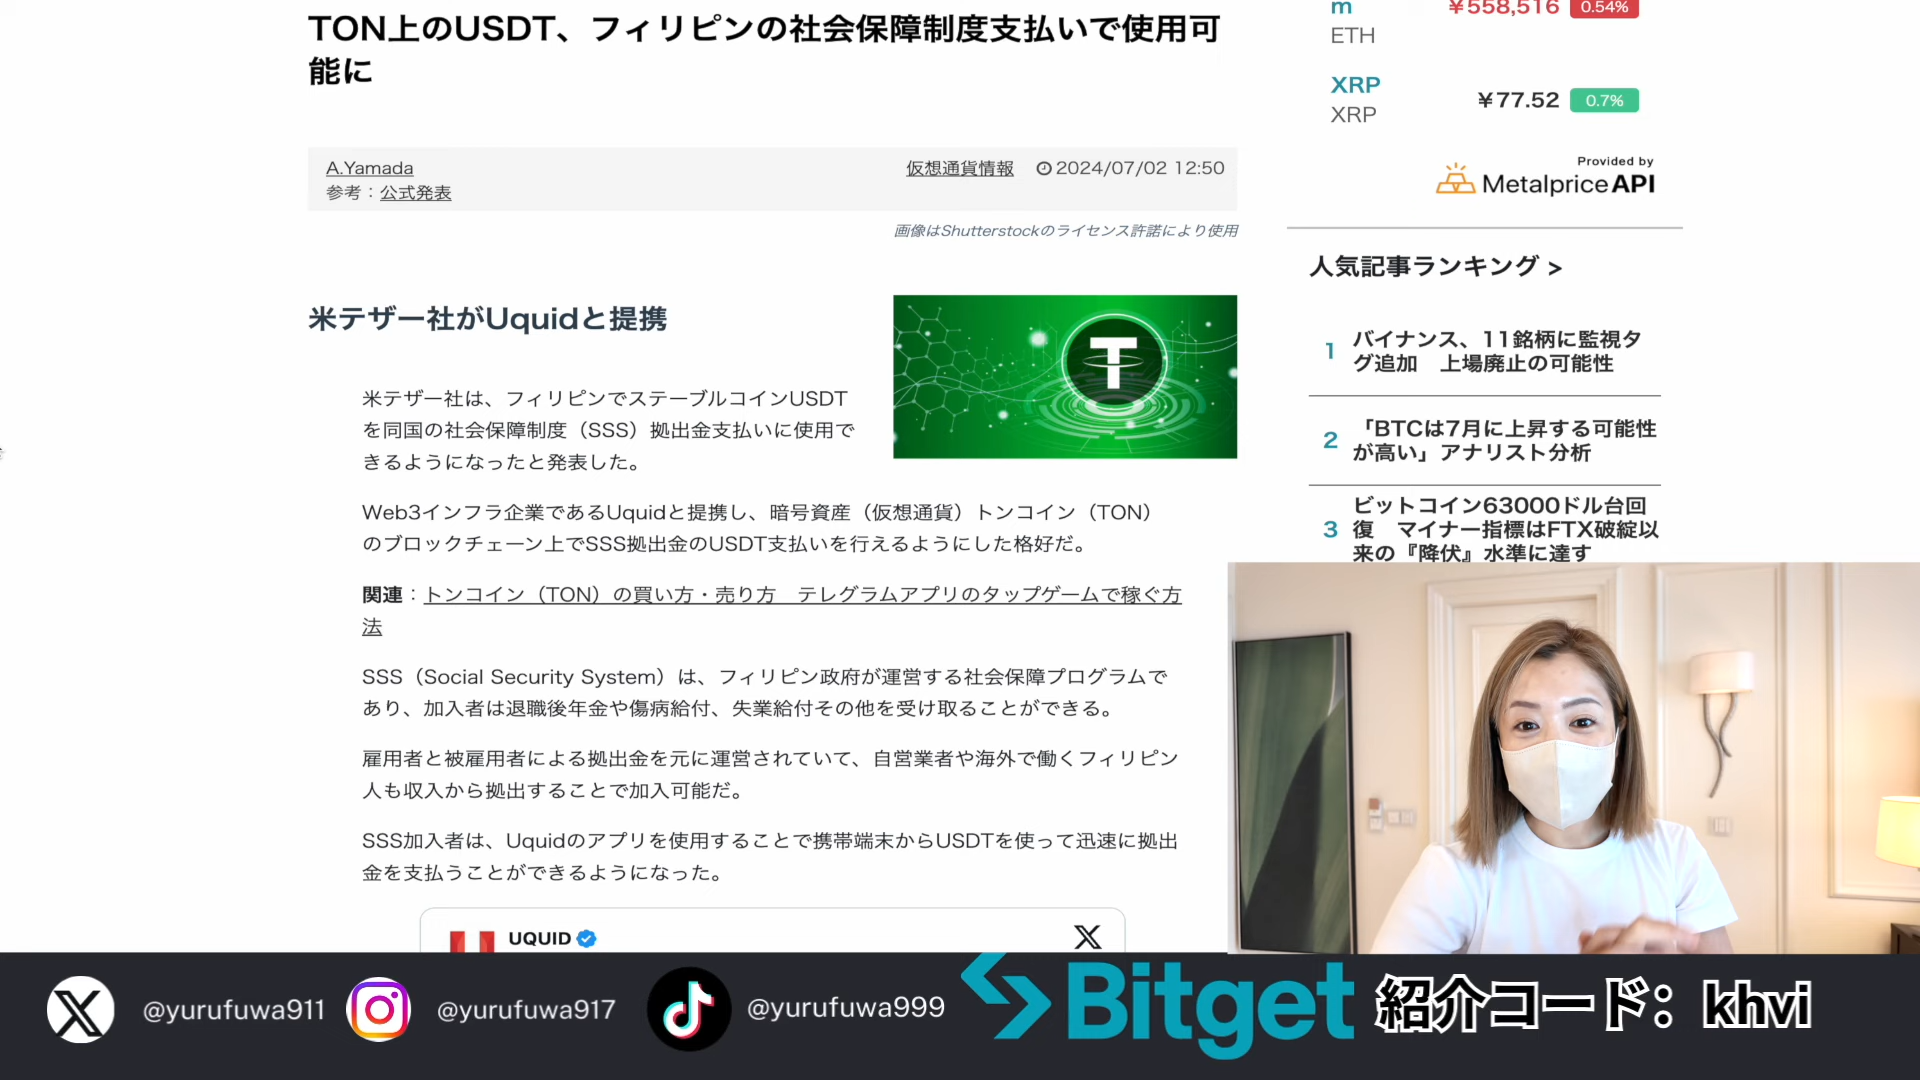 TON上のUSDT、フィリピンの社会保障制度支払いで使用可
能に
A.Yamada
参考：公式発表
仮想通貨情報 2024/07/02 12:50
画像はShutterstockのライセンス許諾により使用
米テザー社がUquidと提携
米テザー社は、フィリピンでステーブルコインUSDT
を同国の社会保障制度（SSS）拠出金支払いに使用で
きるようになったと発表した。
Web3インフラ企業であるUquidと提携し、暗号資産（仮想通貨）トンコイン（TON）
のブロックチェーン上でSSS拠出金のUSDT支払いを行えるようにした格好だ。
関連：トンコイン（TON）の買い方・売り方　テレグラムアプリのタップゲームで稼ぐ方
法
SSS（Social Security System）は、フィリピン政府が運営する社会保障プログラムで
あり、加入者は退職後年金や傷病給付、失業給付その他を受け取ることができる。
雇用者と被雇用者による拠出金を元に運営されていて、自営業者や海外で働くフィリピン
人も収入から拠出することで加入可能だ。
SSS加入者は、Uquidのアプリを使用することで携帯端末からUSDTを使って迅速に拠出
金を支払うことができるようになった。
UQUID
m ¥558,516 0.54%
ETH
XRP ¥77.52 0.7%
XRP
Provided by
Metalprice API
人気記事ランキング >
1 バイナンス、11銘柄に監視タ
グ追加　上場廃止の可能性
2 「BTCは7月に上昇する可能性
が高い」アナリスト分析
3 ビットコイン63000ドル台回
復　マイナー指標はFTX破綻以
来の『降伏』水準に達す
@yurufuwa911 @yurufuwa917 @yurufuwa999 Bitget 紹介コード：khvi